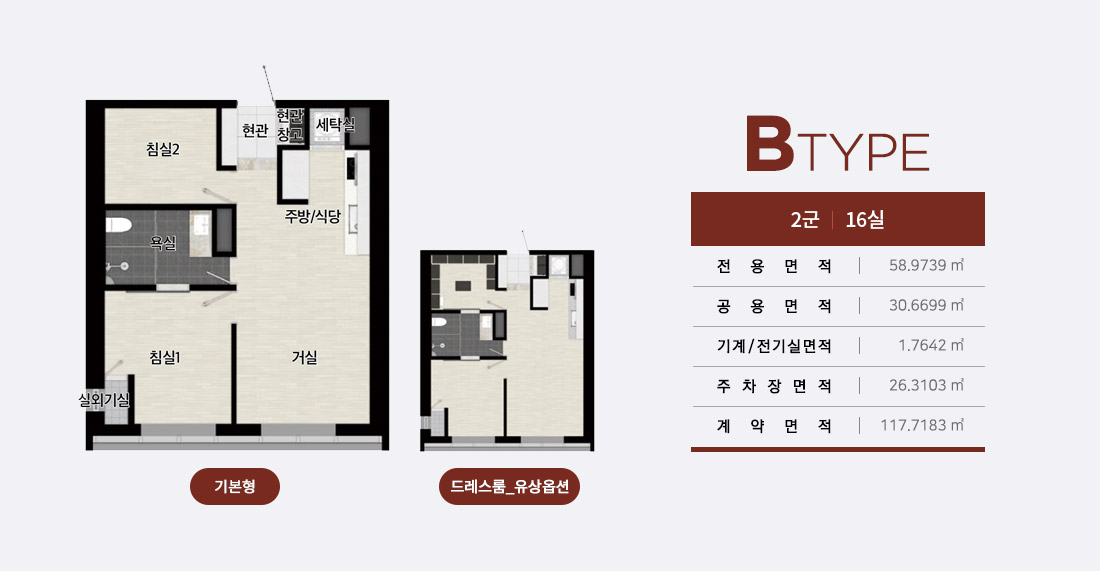 현관
현관
창고
세탁실
침실2
주방/식당
욕실
침실1
거실
실외기실
기본형
드레스룸_유상옵션
B TYPE
2군 | 16실
전용면적 | 58.9739 ㎡
공용면적 | 30.6699 ㎡
기계/전기실면적 | 1.7642 ㎡
주차장면적 | 26.3103 ㎡
계약면적 | 117.7183 ㎡